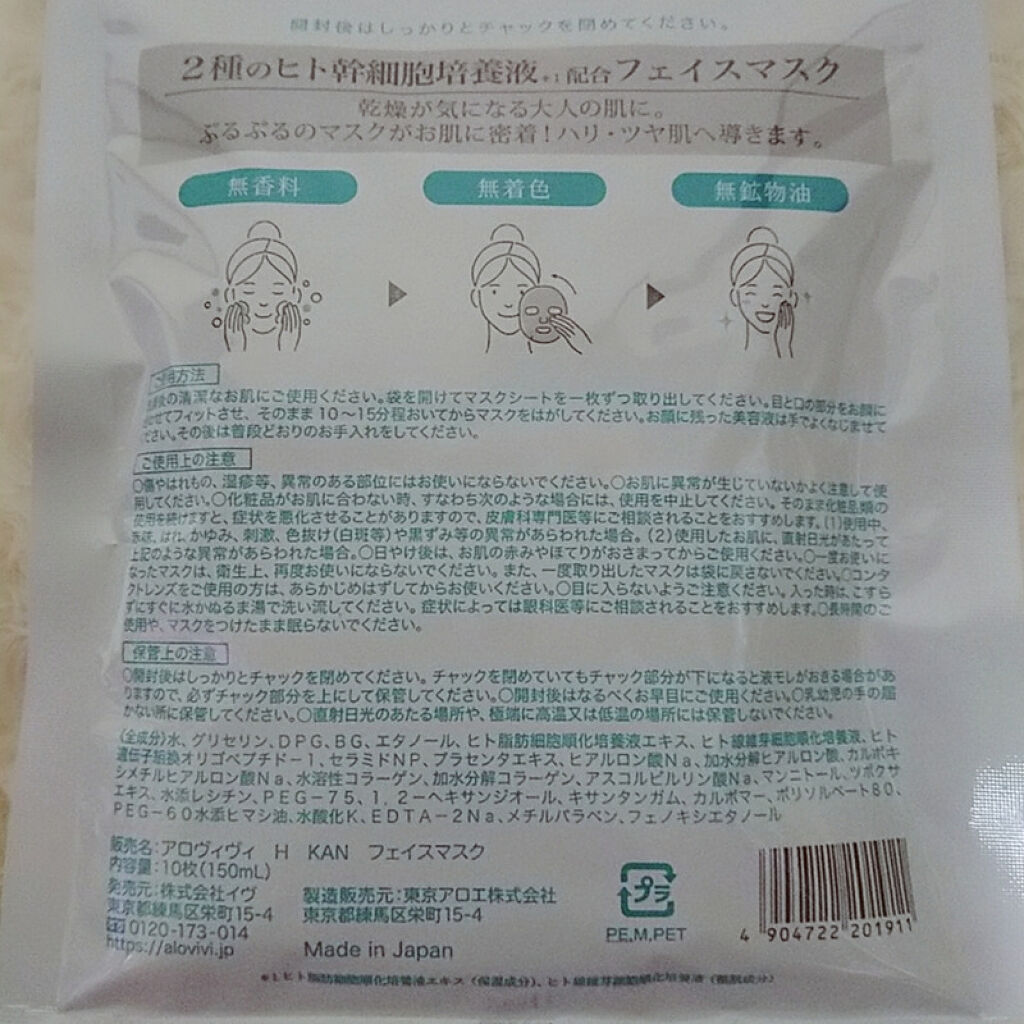 開封後はしっかりとチャックを閉めてください。
2種のヒト幹細胞培養液*1配合フェイスマスク
乾燥が気になる大人の肌に。
ぷるぷるのマスクがお肌に密着!ハリ・ツヤ肌へ導きます。
無香料 無着色 無鉱物油
ご使用方法
後の清潔なお肌にご使用ください。袋を開けてマスクシートを一枚ずつ取り出してください。目と口の部分をお顔に
せてフィットさせ、そのまま10〜15分程おいてからマスクをはがしてください。お顔に残った美容液は手でよくなじませて
ださい。その後は普段どおりのお手入れをしてください。
ご使用上の注意
○傷やはれもの、湿疹等、異常のある部位にはお使いにならないでください。○お肌に異常が生じていないかよく注意して使
用してください。○化粧品がお肌に合わない時、すなわち次のような場合には、使用を中止してください。そのまま化粧品類の
使用を続けますと、症状を悪化させることがありますので、皮膚科専門医等にご相談されることをおすすめします。(1)使用中、
赤味、はれ、かゆみ、刺激、色抜け(白斑等)や黒ずみ等の異常があらわれた場合。(2)使用したお肌に、直射日光があたって
上記のような異常があらわれた場合。○日やけ後は、お肌の赤みやほてりがおさまってからご使用ください。○一度お使いに
なったマスクは、衛生上、再度お使いにならないでください。また、一度取り出したマスクは袋に戻さないでください。○コンタ
クトレンズをご使用の方は、あらかじめはずしてからお使いください。○目に入らないようご注意ください。入った時は、こすら
ずにすぐに水かぬるま湯で洗い流してください。症状によっては眼科医等にご相談されることをおすすめします。○長時間のご
使用や、マスクをつけたまま眠らないでください。
保管上の注意
○開封後はしっかりとチャックを閉めてください。チャックを閉めていてもチャック部分が下になると液モレがおきる場合があ
りますので、必ずチャック部分を上にして保管してください。○開封後はなるべくお早目にご使用ください。○乳幼児の手の届
かない所に保管してください。○直射日光のあたる場所や、極端に高温又は低温の場所には保管しないでください。
(全成分)水、グリセリン、DPG、BG、エタノール、ヒト脂肪細胞順化培養液エキス、ヒト線維芽細胞順化培養液、ヒト
遺伝子組換オリゴペプチド-1、セラミドNP、プラセンタエキス、ヒアルロン酸Na、加水分解ヒアルロン酸、カルボキ
シメチルヒアルロン酸Na、水溶性コラーゲン、加水分解コラーゲン、アスコルビルリン酸Na、マンニトール、ツボクサ
エキス、水添レシチン、PEG-75、1,2-ヘキサンジオール、キサンタンガム、カルボマー、ポリソルベート80、
PEG-60水添ヒマシ油、水酸化K、EDTA-2Na、メチルパラベン、フェノキシエタノール
販売名:アロヴィヴィ H KAN フェイスマスク
内容量:10枚(150mL)
発売元:株式会社イヴ
東京都練馬区栄町15-4
0120-173-014
https://alovivi.jp
製造販売元:東京アロエ株式会社
東京都練馬区栄町15-4
Made in Japan
プラ
PE,M,PET
4 904722 201911
*1 ヒト脂肪細胞順化培養液エキス(保湿成分)、ヒト線維芽細胞順化培養液(整肌成分)